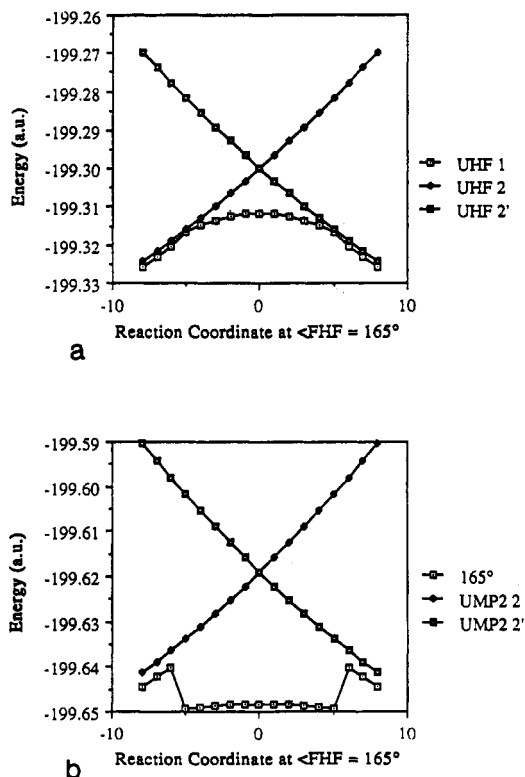 -199.26
-199.27
-199.28
-199.29
-199.30
-199.31
-199.32
-199.33
Energy (a.u.)
-10 0 10
Reaction Coordinate at <FHF = 165°
UHF 1
UHF 2
UHF 2'
a
-199.59
-199.60
-199.61
-199.62
-199.63
-199.64
-199.65
Energy (a.u.)
-10 0 10
Reaction Coordinate at <FHF = 165°
165°
UMP2 2
UMP2 2'
b